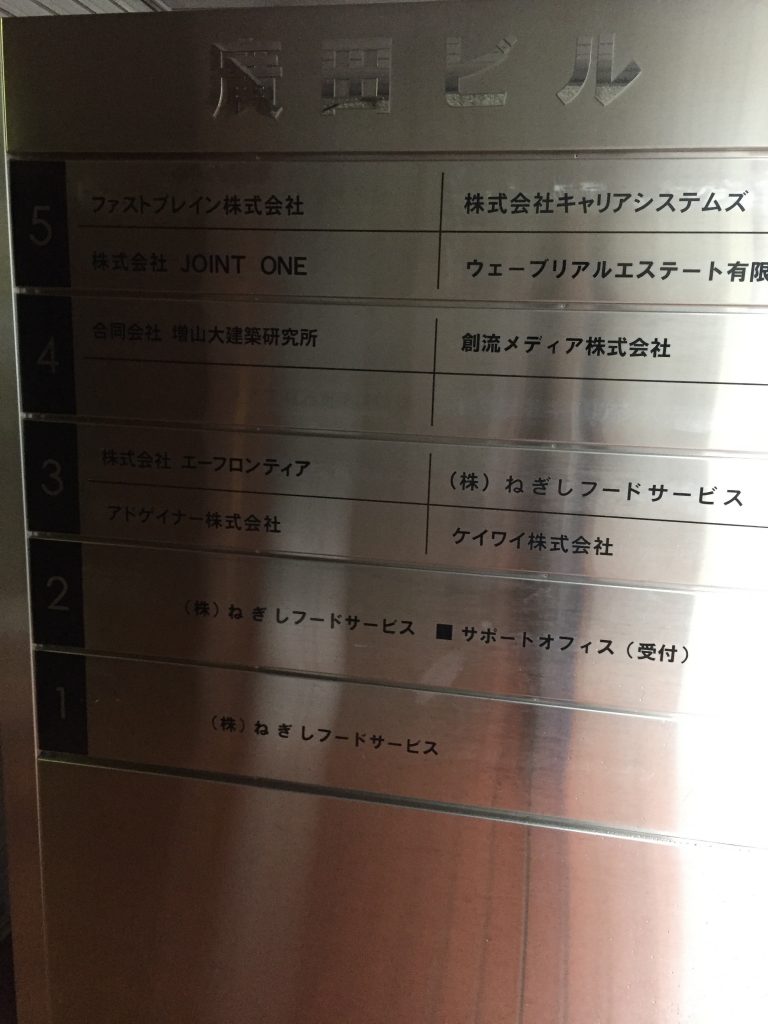 廣田ビル
5
ファストブレイン株式会社
株式会社キャリアシステムズ
株式会社 JOINT ONE
ウェーブリアルエステート有限
4
合同会社 増山大建築研究所
創流メディア株式会社
3
株式会社 エーフロンティア
(株)ねぎしフードサービス
アドゲイナー株式会社
ケイワイ株式会社
2
(株)ねぎしフードサービス ■ サポートオフィス(受付)
1
(株)ねぎしフードサービス